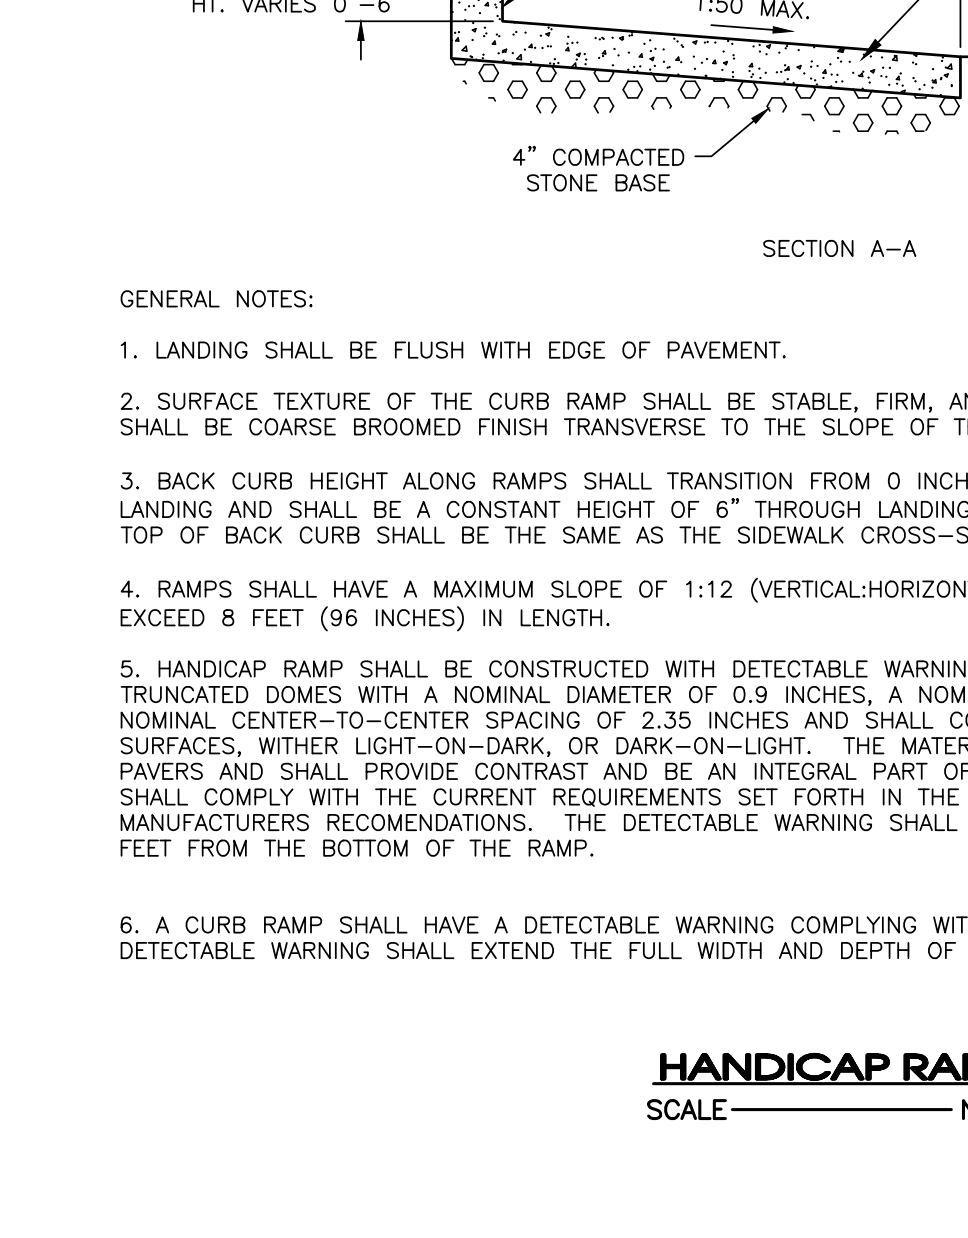 HT. VARIES 0"-6"
1:50 MAX.
4" COMPACTED
STONE BASE
SECTION A-A
GENERAL NOTES:
1. LANDING SHALL BE FLUSH WITH EDGE OF PAVEMENT.
2. SURFACE TEXTURE OF THE CURB RAMP SHALL BE STABLE, FIRM,
SHALL BE COARSE BROOMED FINISH TRANSVERSE TO THE SLOPE OF
3. BACK CURB HEIGHT ALONG RAMPS SHALL TRANSITION FROM 0 INCH
LANDING AND SHALL BE A CONSTANT HEIGHT OF 6" THROUGH LANDING
TOP OF BACK CURB SHALL BE THE SAME AS THE SIDEWALK CROSS-S
4. RAMPS SHALL HAVE A MAXIMUM SLOPE OF 1:12 (VERTICAL:HORIZON
EXCEED 8 FEET (96 INCHES) IN LENGTH.
5. HANDICAP RAMP SHALL BE CONSTRUCTED WITH DETECTABLE WARNIN
TRUNCATED DOMES WITH A NOMINAL DIAMETER OF 0.9 INCHES, A NOM
NOMINAL CENTER-TO-CENTER SPACING OF 2.35 INCHES AND SHALL CO
SURFACES, WITHER LIGHT-ON-DARK, OR DARK-ON-LIGHT. THE MATER
PAVERS AND SHALL PROVIDE CONTRAST AND BE AN INTEGRAL PART OF
SHALL COMPLY WITH THE CURRENT REQUIREMENTS SET FORTH IN THE
MANUFACTURERS RECOMENDATIONS. THE DETECTABLE WARNING SHALL
FEET FROM THE BOTTOM OF THE RAMP.
6. A CURB RAMP SHALL HAVE A DETECTABLE WARNING COMPLYING WIT
DETECTABLE WARNING SHALL EXTEND THE FULL WIDTH AND DEPTH OF
HANDICAP RA
SCALE